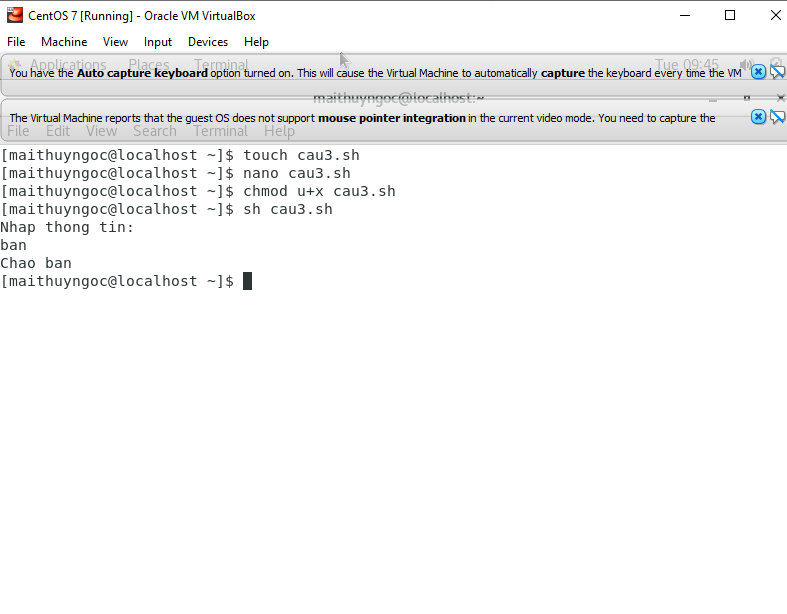 CentOS 7 [Running] - Oracle VM VirtualBox
File Machine View Input Devices Help
Applications Places Terminal Tue 09:45
You have the Auto capture keyboard option turned on. This will cause the Virtual Machine to automatically capture the keyboard every time the VM
maithuyngoc@localhost:~
The Virtual Machine reports that the guest OS does not support mouse pointer integration in the current video mode. You need to capture the
File Edit View Search Terminal Help
[maithuyngoc@localhost ~]$ touch cau3.sh
[maithuyngoc@localhost ~]$ nano cau3.sh
[maithuyngoc@localhost ~]$ chmod u+x cau3.sh
[maithuyngoc@localhost ~]$ sh cau3.sh
Nhap thong tin:
ban
Chao ban
[maithuyngoc@localhost ~]$